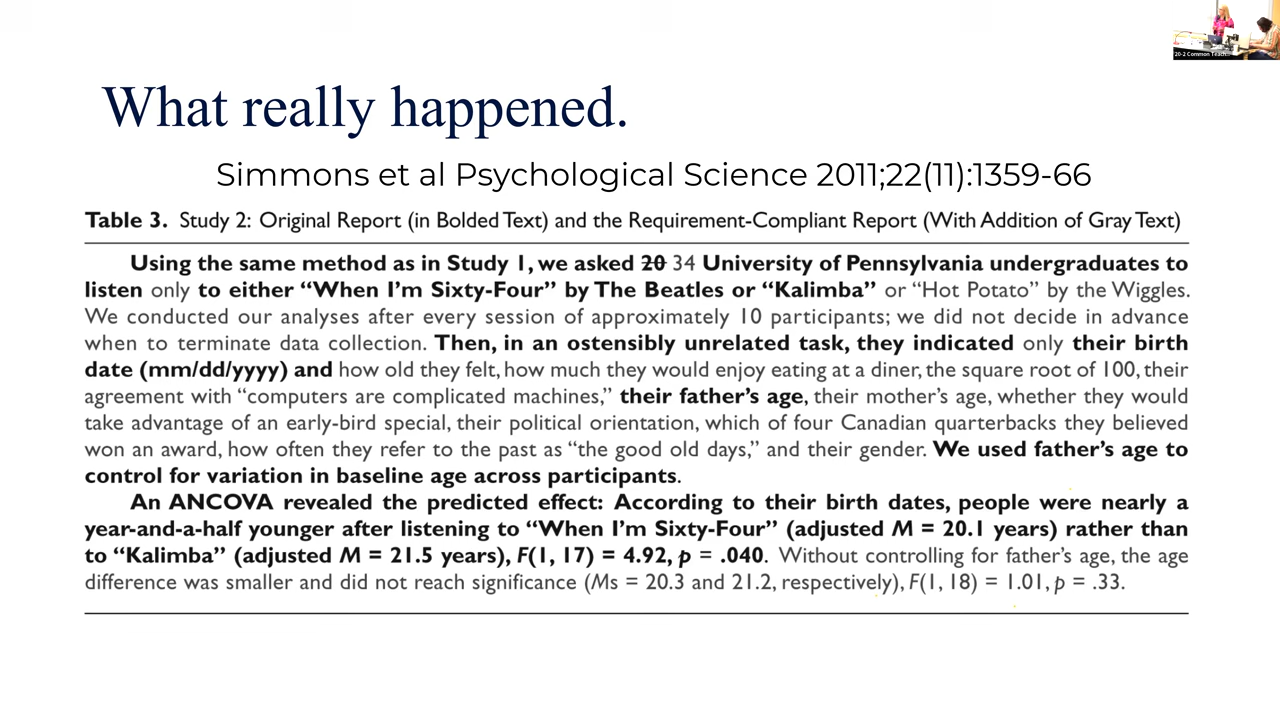 What really happened.
Simmons et al Psychological Science 2011;22(11):1359-66
Table 3. Study 2: Original Report (in Bolded Text) and the Requirement-Compliant Report (With Addition of Gray Text)
Using the same method as in Study 1, we asked 20 34 University of Pennsylvania undergraduates to
listen only to either “When I’m Sixty-Four” by The Beatles or “Kalimba” or “Hot Potato” by the Wiggles.
We conducted our analyses after every session of approximately 10 participants; we did not decide in advance
when to terminate data collection. Then, in an ostensibly unrelated task, they indicated only their birth
date (mm/dd/yyyy) and how old they felt, how much they would enjoy eating at a diner, the square root of 100, their
agreement with “computers are complicated machines,” their father’s age, their mother’s age, whether they would
take advantage of an early-bird special, their political orientation, which of four Canadian quarterbacks they believed
won an award, how often they refer to the past as “the good old days,” and their gender. We used father’s age to
control for variation in baseline age across participants.
An ANCOVA revealed the predicted effect: According to their birth dates, people were nearly a
year-and-a-half younger after listening to “When I’m Sixty-Four” (adjusted M = 20.1 years) rather than
to “Kalimba” (adjusted M = 21.5 years), F(1, 17) = 4.92, p = .040. Without controlling for father’s age, the age
difference was smaller and did not reach significance (Ms = 20.3 and 21.2, respectively), F(1, 18) = 1.01, p = .33.
20-2 Common Teach...